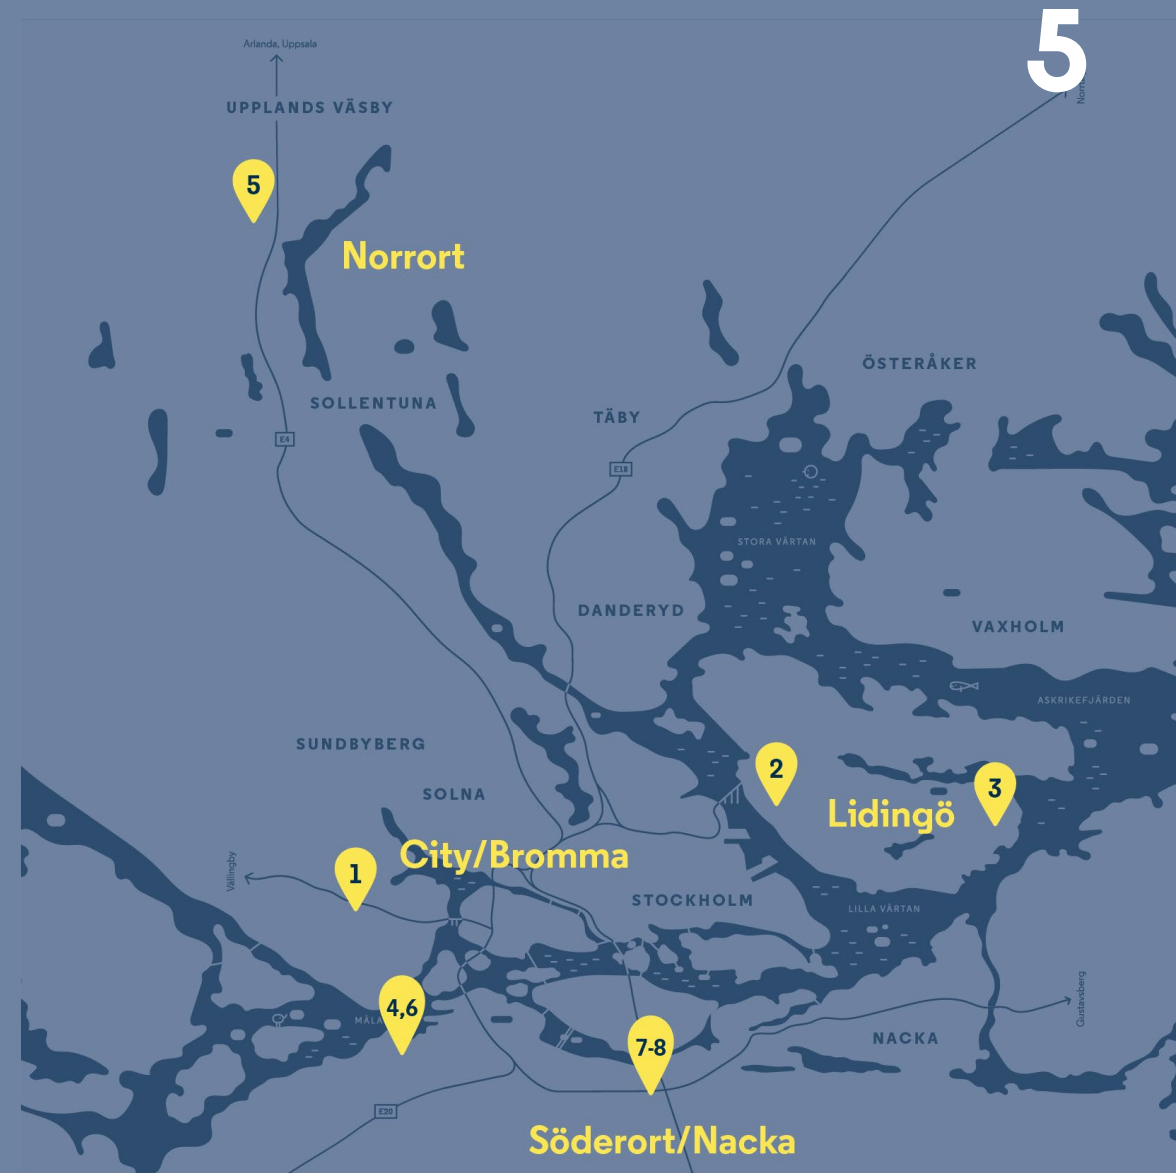 5
Arlanda, Uppsala
UPPLANDS VÄSBY
5
Norrort
ÖSTERÅKER
SOLLENTUNA
TÄBY
E4
E18
STORA VÄRTAN
DANDERYD
VAXHOLM
ASKRIKEFJÄRDEN
SUNDBYBERG
2
3
SOLNA
Lidingö
City/Bromma
Vällingby
1
STOCKHOLM
LILLA VÄRTAN
4,6
Gustavsberg
NACKA
7-8
E20
Söderort/Nacka